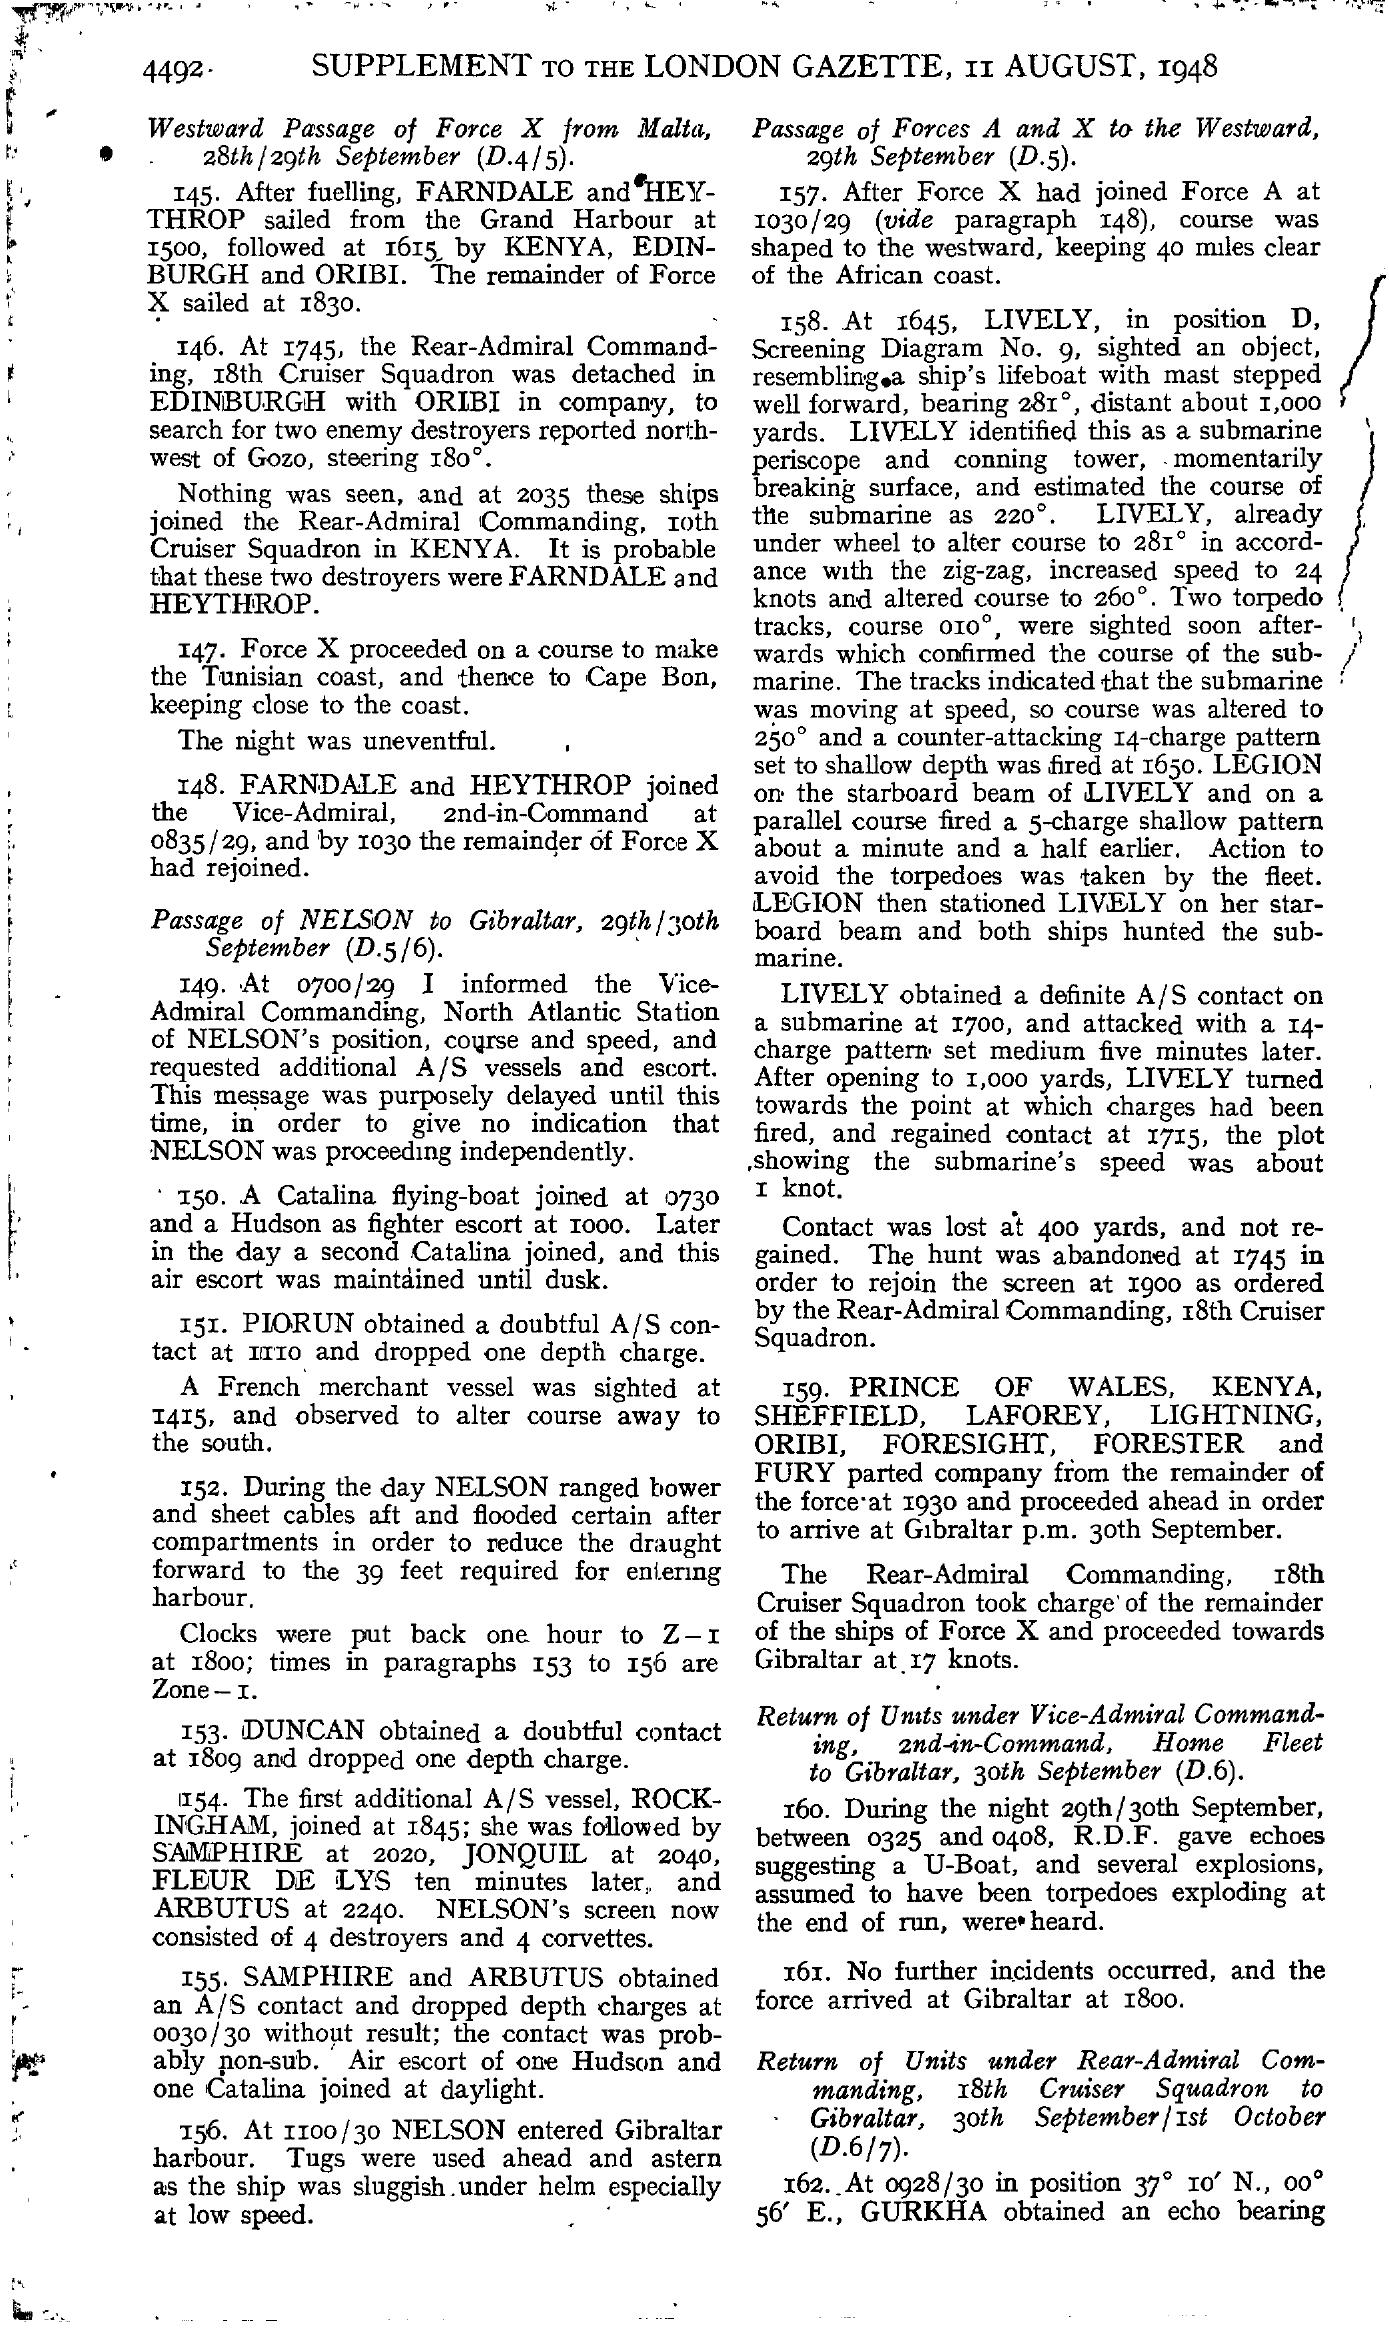 4492 SUPPLEMENT TO THE LONDON GAZETTE, 11 AUGUST, 1948
Westward Passage of Force X from Malta,
28th/29th September (D.4/5).
145. After fuelling, FARNDALE and HEY-
THROP sailed from the Grand Harbour at
1500, followed at 1615 by KENYA, EDIN-
BURGH and ORIBI. The remainder of Force
X sailed at 1830.
146. At 1745, the Rear-Admiral Command-
ing, 18th Cruiser Squadron was detached in
EDINBURGH with ORIBI in company, to
search for two enemy destroyers reported north-
west of Gozo, steering 180°.
Nothing was seen, and at 2035 these ships
joined the Rear-Admiral Commanding, 10th
Cruiser Squadron in KENYA. It is probable
that these two destroyers were FARNDALE and
HEYTHROP.
147. Force X proceeded on a course to make
the Tunisian coast, and thence to Cape Bon,
keeping close to the coast.
The night was uneventful.
148. FARNDALE and HEYTHROP joined
the Vice-Admiral, 2nd-in-Command at
0835/29, and by 1030 the remainder of Force X
had rejoined.
Passage of NELSON to Gibraltar, 29th/30th
September (D.5/6).
149. At 0700/29 I informed the Vice-
Admiral Commanding, North Atlantic Station
of NELSON's position, course and speed, and
requested additional A/S vessels and escort.
This message was purposely delayed until this
time, in order to give no indication that
NELSON was proceeding independently.
150. A Catalina flying-boat joined at 0730
and a Hudson as fighter escort at 1000. Later
in the day a second Catalina joined, and this
air escort was maintained until dusk.
151. PIORUN obtained a doubtful A/S con-
tact at 1110 and dropped one depth charge.
A French merchant vessel was sighted at
1415, and observed to alter course away to
the south.
152. During the day NELSON ranged bower
and sheet cables aft and flooded certain after
compartments in order to reduce the draught
forward to the 39 feet required for entering
harbour.
Clocks were put back one hour to Z–1
at 1800; times in paragraphs 153 to 156 are
Zone–1.
153. DUNCAN obtained a doubtful contact
at 1809 and dropped one depth charge.
154. The first additional A/S vessel, ROCK-
INGHAM, joined at 1845; she was followed by
SAMPHIRE at 2020, JONQUIL at 2040,
FLEUR DE LYS ten minutes later, and
ARBUTUS at 2240. NELSON's screen now
consisted of 4 destroyers and 4 corvettes.
155. SAMPHIRE and ARBUTUS obtained
an A/S contact and dropped depth charges at
0030/30 without result; the contact was prob-
ably non-sub. Air escort of one Hudson and
one Catalina joined at daylight.
156. At 1100/30 NELSON entered Gibraltar
harbour. Tugs were used ahead and astern
as the ship was sluggish under helm especially
at low speed.
Passage of Forces A and X to the Westward,
29th September (D.5).
157. After Force X had joined Force A at
1030/29 (vide paragraph 148), course was
shaped to the westward, keeping 40 miles clear
of the African coast.
158. At 1645, LIVELY, in position D,
Screening Diagram No. 9, sighted an object,
resembling a ship's lifeboat with mast stepped
well forward, bearing 281°, distant about 1,000
yards. LIVELY identified this as a submarine
periscope and conning tower, momentarily
breaking surface, and estimated the course of
the submarine as 220°. LIVELY, already
under wheel to alter course to 281° in accord-
ance with the zig-zag, increased speed to 24
knots and altered course to 260°. Two torpedo
tracks, course 010°, were sighted soon after-
wards which confirmed the course of the sub-
marine. The tracks indicated that the submarine
was moving at speed, so course was altered to
250° and a counter-attacking 14-charge pattern
set to shallow depth was fired at 1650. LEGION
on the starboard beam of LIVELY and on a
parallel course fired a 5-charge shallow pattern
about a minute and a half earlier. Action to
avoid the torpedoes was taken by the fleet.
LEGION then stationed LIVELY on her star-
board beam and both ships hunted the sub-
marine.
LIVELY obtained a definite A/S contact on
a submarine at 1700, and attacked with a 14-
charge pattern set medium five minutes later.
After opening to 1,000 yards, LIVELY turned
towards the point at which charges had been
fired, and regained contact at 1715, the plot
showing the submarine's speed was about
1 knot.
Contact was lost at 400 yards, and not re-
gained. The hunt was abandoned at 1745 in
order to rejoin the screen at 1900 as ordered
by the Rear-Admiral Commanding, 18th Cruiser
Squadron.
159. PRINCE OF WALES, KENYA,
SHEFFIELD, LAFOREY, LIGHTNING,
ORIBI, FORESIGHT, FORESTER and
FURY parted company from the remainder of
the force at 1930 and proceeded ahead in order
to arrive at Gibraltar p.m. 30th September.
The Rear-Admiral Commanding, 18th
Cruiser Squadron took charge of the remainder
of the ships of Force X and proceeded towards
Gibraltar at 17 knots.
Return of Units under Vice-Admiral Command-
ing, 2nd-in-Command, Home Fleet
to Gibraltar, 30th September (D.6).
160. During the night 29th/30th September,
between 0325 and 0408, R.D.F. gave echoes
suggesting a U-Boat, and several explosions,
assumed to have been torpedoes exploding at
the end of run, were heard.
161. No further incidents occurred, and the
force arrived at Gibraltar at 1800.
Return of Units under Rear-Admiral Com-
manding, 18th Cruiser Squadron to
Gibraltar, 30th September/1st October
(D.6/7).
162. At 0928/30 in position 37° 10′ N., 00°
56′ E., GURKHA obtained an echo bearing